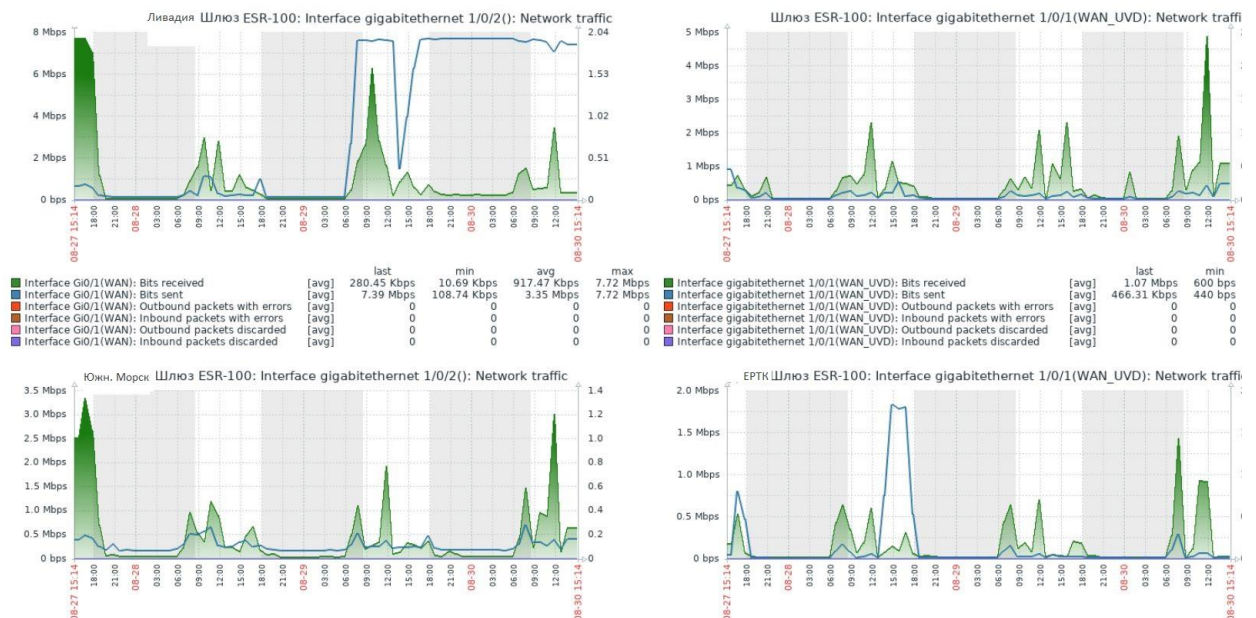 Ливадия Шлюз ESR-100: Interface gigabitethernet 1/0/2(): Network traffic
8 Mbps 2.04
6 Mbps 1.53
4 Mbps 1.02
2 Mbps 0.51
0 bps 0
08-27 15:14 18:00 21:00 08-28 03:00 06:00 09:00 12:00 15:00 18:00 21:00 08-29 03:00 06:00 09:00 12:00 15:00 18:00 21:00 08-30 03:00 06:00 09:00 12:00 08-30 15:14
last min avg max
Interface Gi0/1(WAN): Bits received [avg] 280.45 Kbps 10.69 Kbps 917.47 Kbps 7.72 Mbps
Interface Gi0/1(WAN): Bits sent [avg] 7.39 Mbps 108.74 Kbps 3.35 Mbps 7.72 Mbps
Interface Gi0/1(WAN): Outbound packets with errors [avg] 0 0 0 0
Interface Gi0/1(WAN): Inbound packets with errors [avg] 0 0 0 0
Interface Gi0/1(WAN): Outbound packets discarded [avg] 0 0 0 0
Interface Gi0/1(WAN): Inbound packets discarded [avg] 0 0 0 0
Шлюз ESR-100: Interface gigabitethernet 1/0/1(WAN_UVD): Network traffi
5 Mbps
4 Mbps
3 Mbps
2 Mbps
1 Mbps
0 bps
08-27 15:14 18:00 21:00 08-28 03:00 06:00 09:00 12:00 15:00 18:00 21:00 08-29 03:00 06:00 09:00 12:00 15:00 18:00 21:00 08-30 03:00 06:00 09:00 12:00 08-30 15:14
last min
Interface gigabitethernet 1/0/1(WAN_UVD): Bits received [avg] 1.07 Mbps 600 bps
Interface gigabitethernet 1/0/1(WAN_UVD): Bits sent [avg] 466.31 Kbps 440 bps
Interface gigabitethernet 1/0/1(WAN_UVD): Outbound packets with errors [avg] 0 0
Interface gigabitethernet 1/0/1(WAN_UVD): Inbound packets with errors [avg] 0 0
Interface gigabitethernet 1/0/1(WAN_UVD): Outbound packets discarded [avg] 0 0
Interface gigabitethernet 1/0/1(WAN_UVD): Inbound packets discarded [avg] 0 0
Южн. Морск Шлюз ESR-100: Interface gigabitethernet 1/0/2(): Network traffic
3.5 Mbps 1.4
3.0 Mbps 1.2
2.5 Mbps 1.0
2.0 Mbps 0.8
1.5 Mbps 0.6
1.0 Mbps 0.4
0.5 Mbps 0.2
0 bps 0
08-27 15:14 18:00 21:00 08-28 03:00 06:00 09:00 12:00 15:00 18:00 21:00 08-29 03:00 06:00 09:00 12:00 15:00 18:00 21:00 08-30 03:00 06:00 09:00 12:00 08-30 15:14
ЕРТК Шлюз ESR-100: Interface gigabitethernet 1/0/1(WAN_UVD): Network traffi
2.0 Mbps
1.5 Mbps
1.0 Mbps
0.5 Mbps
0 bps
08-27 15:14 18:00 21:00 08-28 03:00 06:00 09:00 12:00 15:00 18:00 21:00 08-29 03:00 06:00 09:00 12:00 15:00 18:00 21:00 08-30 03:00 06:00 09:00 12:00 08-30 15:14